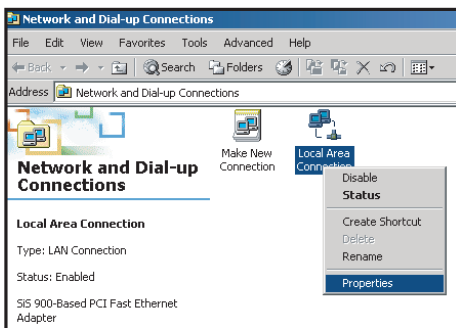 Network and Dial-up Connections
File Edit View Favorites Tools Advanced Help
Back Search Folders
Address Network and Dial-up Connections
Network and Dial-up
Connections
Local Area Connection
Type: LAN Connection
Status: Enabled
SiS 900-Based PCI Fast Ethernet
Adapter
Make New
Connection
Local Area
Connection
Disable
Status
Create Shortcut
Delete
Rename
Properties